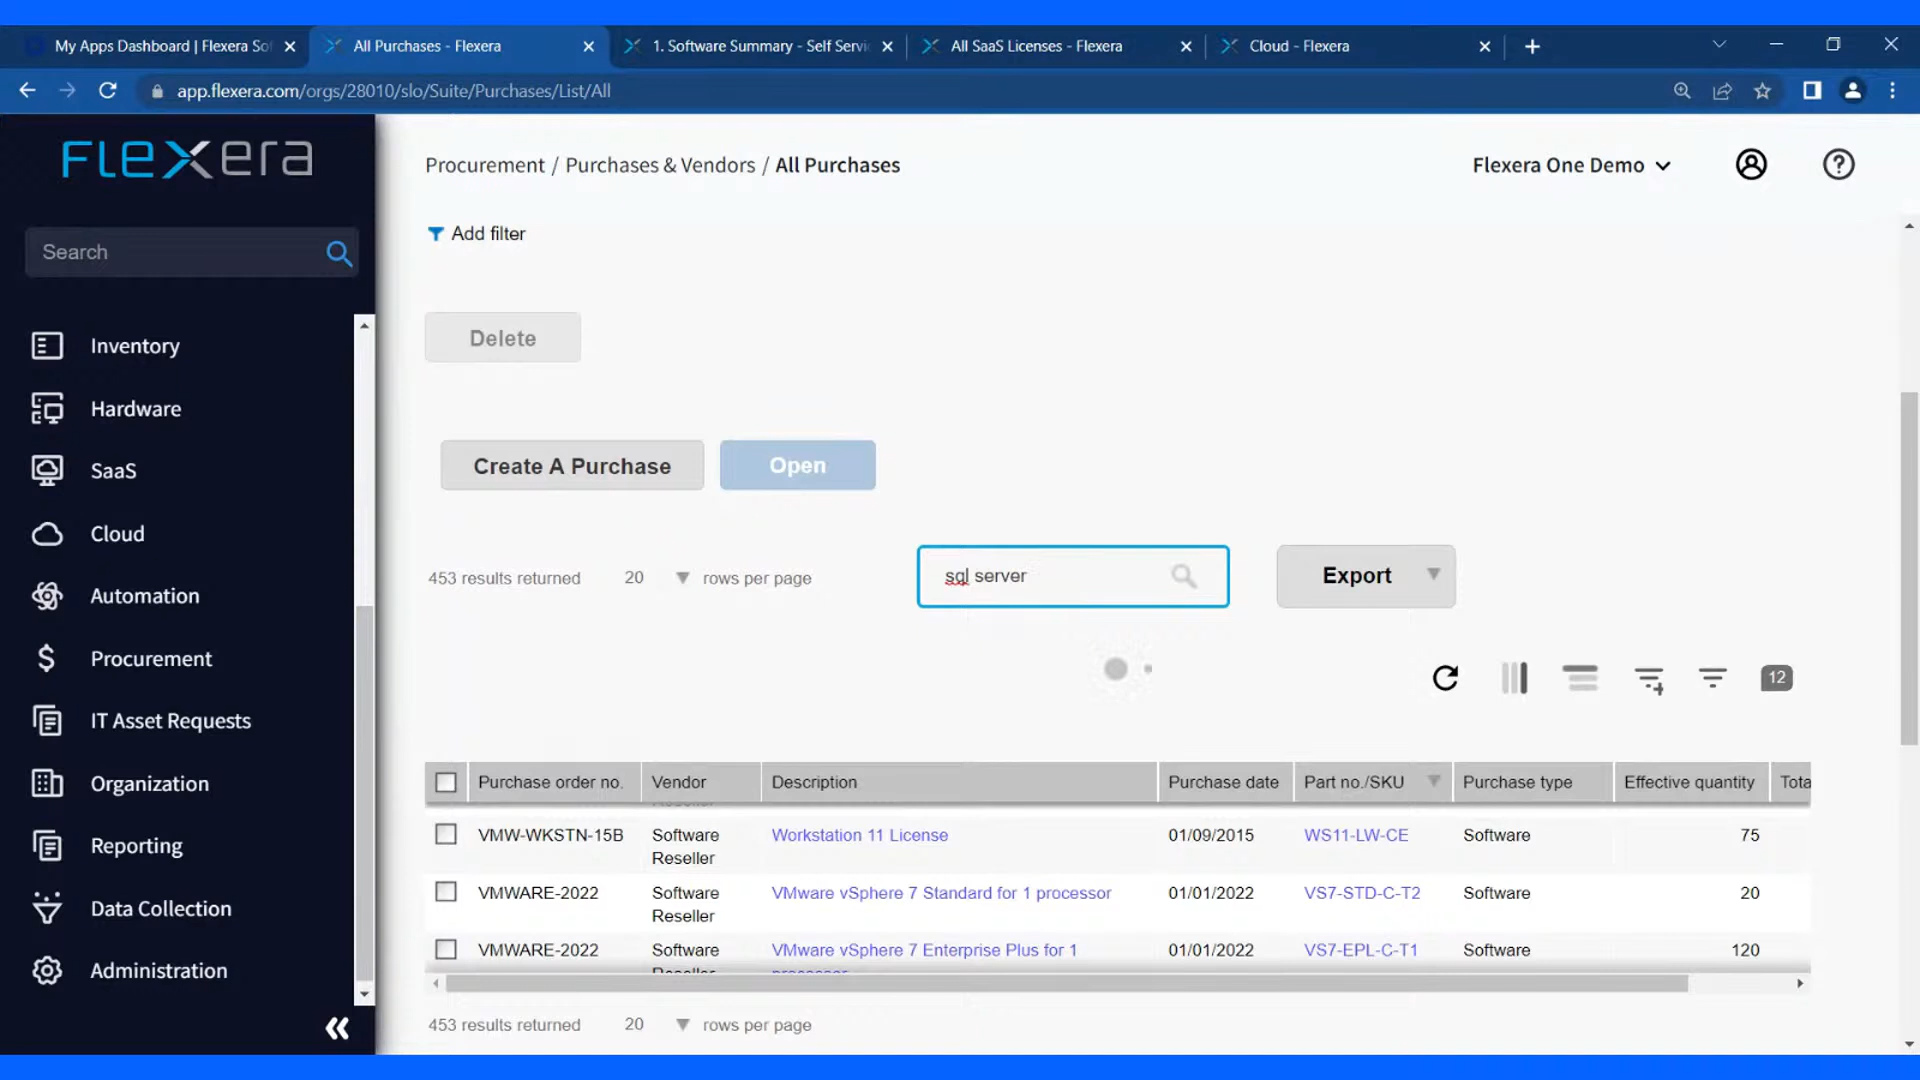 My Apps Dashboard | Flexera Sof
All Purchases - Flexera
1. Software Summary - Self Servic
All SaaS Licenses - Flexera
Cloud - Flexera
app.flexera.com/orgs/28010/slo/Suite/Purchases/List/All
FLEXera
Procurement / Purchases & Vendors / All Purchases
Flexera One Demo
Search
Add filter
Delete
Inventory
Hardware
SaaS
Cloud
Automation
Procurement
IT Asset Requests
Organization
Reporting
Data Collection
Administration
Create A Purchase
Open
453 results returned 20 rows per page
sql server
Export
12
Purchase order no. Vendor Description Purchase date Part no./SKU Purchase type Effective quantity Tota
VMW-WKSTN-15B Software Reseller Workstation 11 License 01/09/2015 WS11-LW-CE Software 75
VMWARE-2022 Software Reseller VMware vSphere 7 Standard for 1 processor 01/01/2022 VS7-STD-C-T2 Software 20
VMWARE-2022 Software Reseller VMware vSphere 7 Enterprise Plus for 1 processor 01/01/2022 VS7-EPL-C-T1 Software 120
453 results returned 20 rows per page